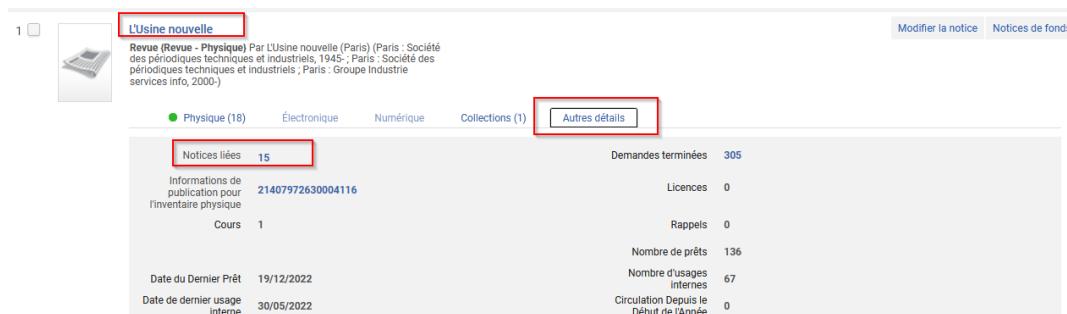 1
L'Usine nouvelle
Modifier la notice Notices de fonds
Revue (Revue - Physique) Par L'Usine nouvelle (Paris) (Paris : Société
des périodiques techniques et industriels, 1945- ; Paris : Société des
périodiques techniques et industriels ; Paris : Groupe Industrie
services info, 2000-)
Physique (18) Électronique Numérique Collections (1) Autres détails
Notices liées 15 Demandes terminées 305
Informations de
publication pour
l'inventaire physique
21407972630004116 Licences 0
Cours 1 Rappels 0
Nombre de prêts 136
Date du Dernier Prêt 19/12/2022
Nombre d'usages
internes
67
Date de dernier usage
interne
30/05/2022
Circulation Depuis le
Début de l'Année
0